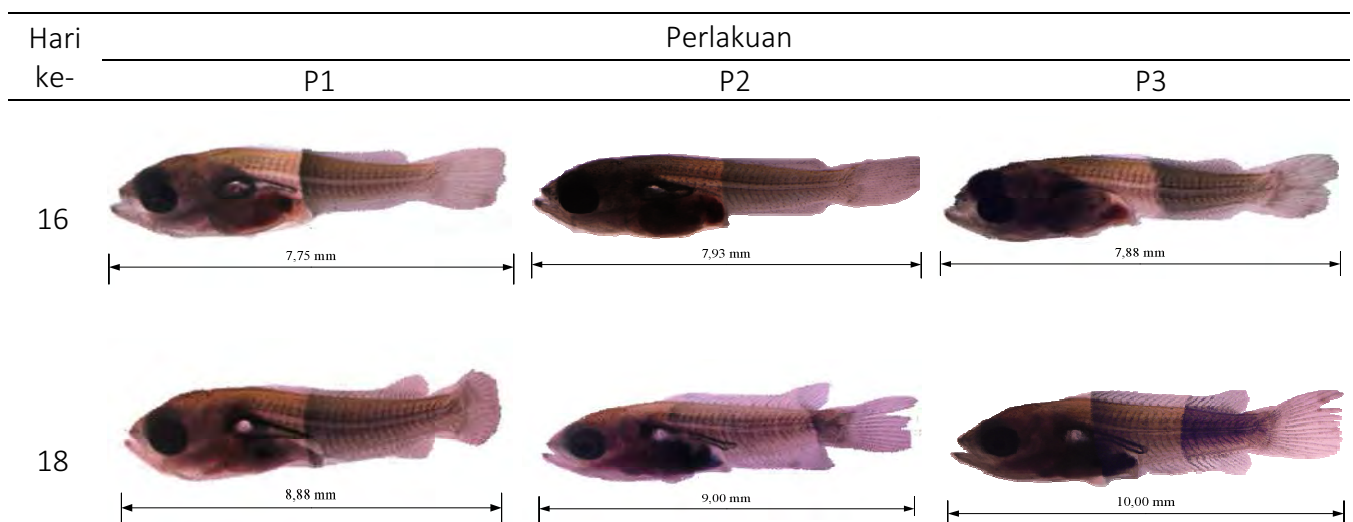 Hari ke-
Perlakuan
P1 P2 P3
16
7,75 mm 7,93 mm 7,88 mm
18
8,88 mm 9,00 mm 10,00 mm